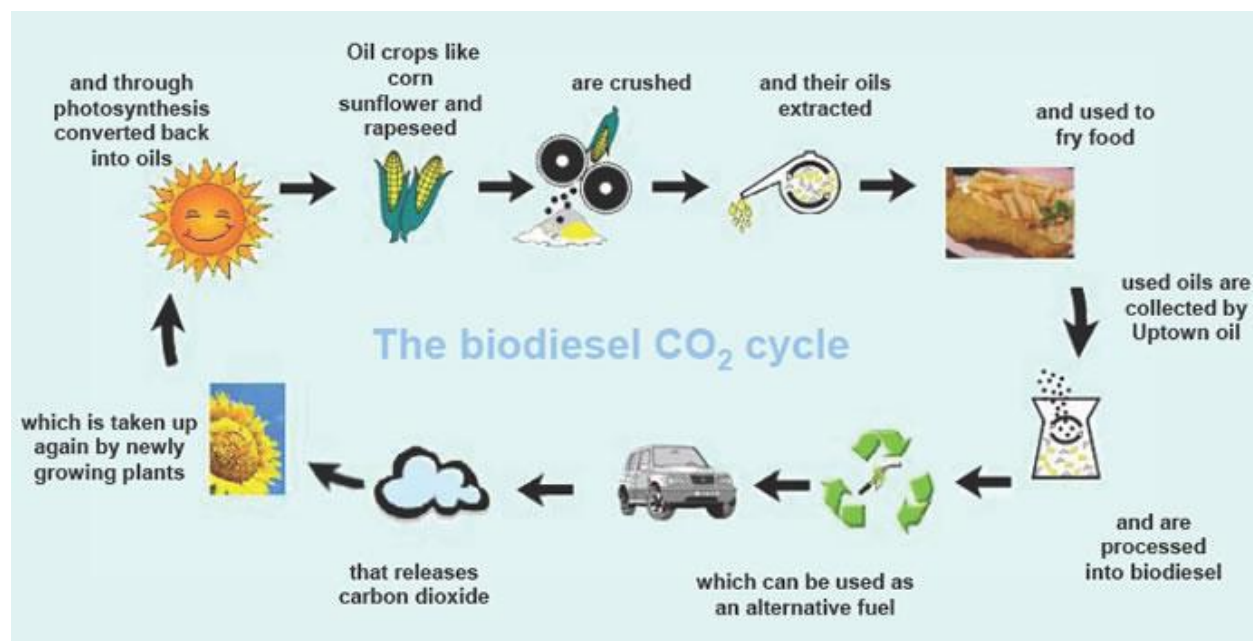 Oil crops like
corn
sunflower and
rapeseed
are crushed
and their oils
extracted
and used to
fry food
used oils are
collected by
Uptown oil
and are
processed
into biodiesel
which can be used as
an alternative fuel
that releases
carbon dioxide
which is taken up
again by newly
growing plants
and through
photosynthesis
converted back
into oils
The biodiesel CO₂ cycle